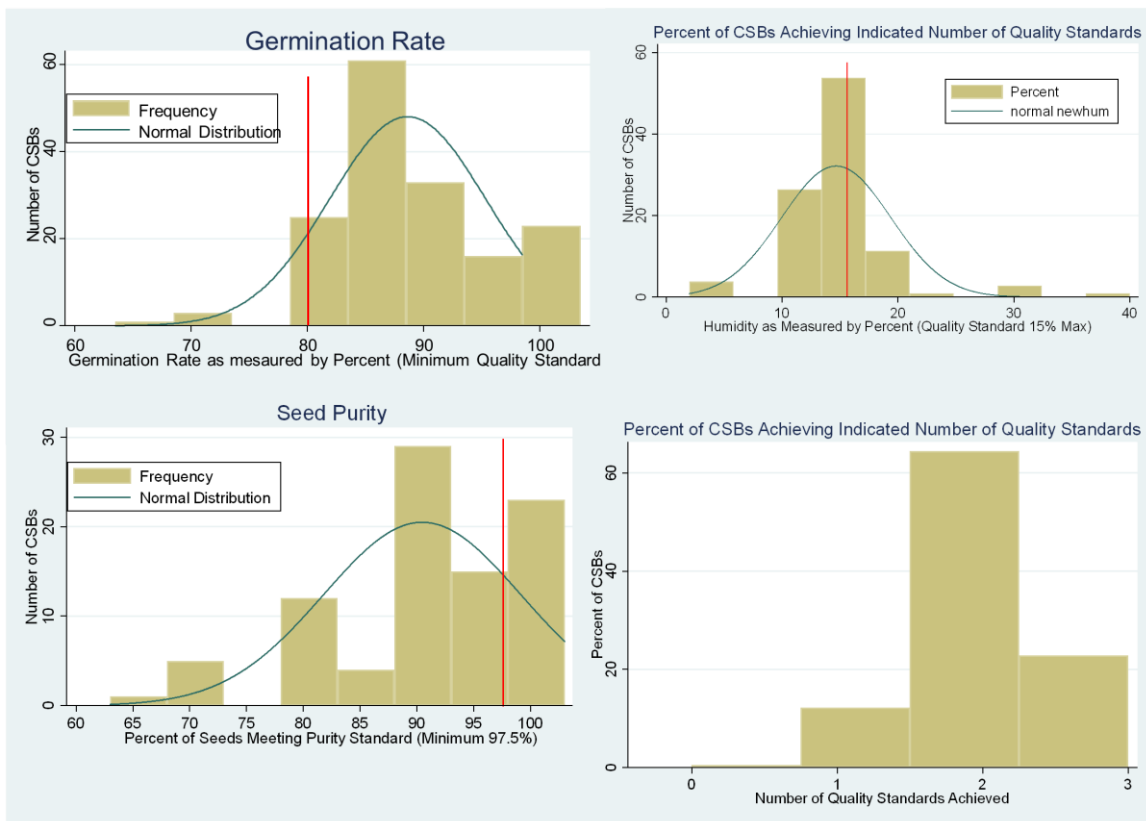 Germination Rate
Number of CSBs
0 20 40 60
Frequency
Normal Distribution
60 70 80 90 100
Germination Rate as mesaured by Percent (Minimum Quality Standard
Percent of CSBs Achieving Indicated Number of Quality Standards
Number of CSBs
0 20 40 60
Percent
normal newhum
0 10 20 30 40
Humidity as Measured by Percent (Quality Standard 15% Max)
Seed Purity
Number of CSBs
0 10 20 30
Frequency
Normal Distribution
60 65 70 75 80 85 90 95 100
Percent of Seeds Meeting Purity Standard (Minimum 97.5%)
Percent of CSBs Achieving Indicated Number of Quality Standards
Percent of CSBs
0 20 40 60
0 1 2 3
Number of Quality Standards Achieved